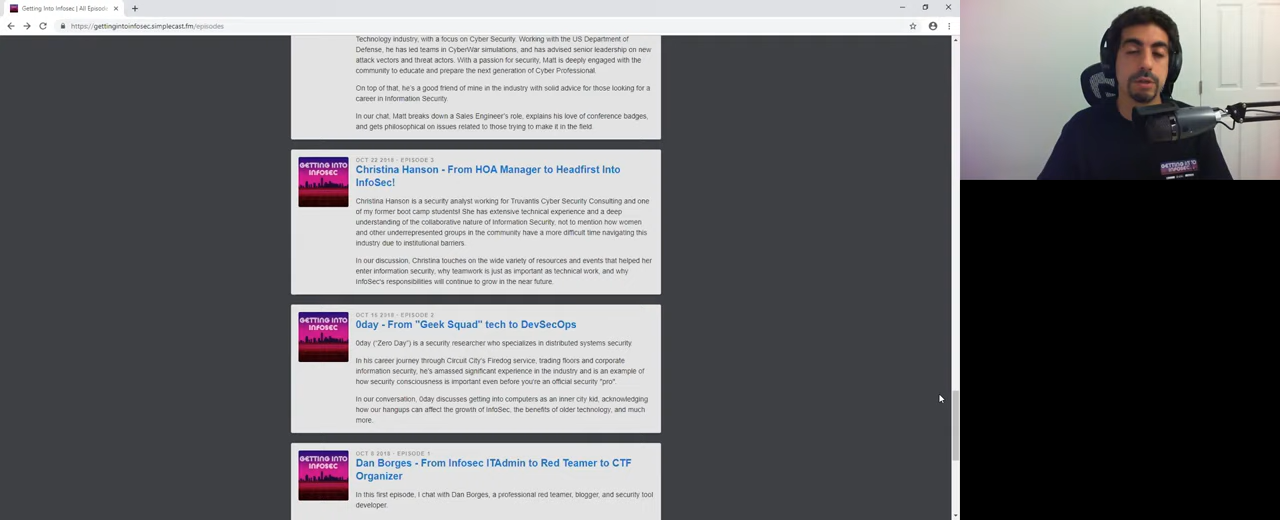 Getting Into Infosec | All Episode
https://gettingintoinfosec.simplecast.fm/episodes
Technology industry, with a focus on Cyber Security. Working with the US Department of
Defense, he has led teams in CyberWar simulations, and has advised senior leadership on new
attack vectors and threat actors. With a passion for security, Matt is deeply engaged with the
community to educate and prepare the next generation of Cyber Professional.
On top of that, he's a good friend of mine in the industry with solid advice for those looking for a
career in Information Security.
In our chat, Matt breaks down a Sales Engineer's role, explains his love of conference badges,
and gets philosophical on issues related to those trying to make it in the field.
GETTING INTO
INFOSEC
OCT 22 2018 · EPISODE 3
Christina Hanson - From HOA Manager to Headfirst Into
InfoSec!
Christina Hanson is a security analyst working for Truvantis Cyber Security Consulting and one
of my former boot camp students! She has extensive technical experience and a deep
understanding of the collaborative nature of Information Security, not to mention how women
and other underrepresented groups in the community have a more difficult time navigating this
industry due to institutional barriers.
In our discussion, Christina touches on the wide variety of resources and events that helped her
enter information security, why teamwork is just as important as technical work, and why
InfoSec's responsibilities will continue to grow in the near future.
GETTING INTO
INFOSEC
OCT 15 2018 · EPISODE 2
0day - From "Geek Squad" tech to DevSecOps
0day ("Zero Day") is a security researcher who specializes in distributed systems security.
In his career journey through Circuit City's Firedog service, trading floors and corporate
information security, he's amassed significant experience in the industry and is an example of
how security consciousness is important even before you're an official security "pro".
In our conversation, 0day discusses getting into computers as an inner city kid, acknowledging
how our hangups can affect the growth of InfoSec, the benefits of older technology, and much
more.
GETTING INTO
INFOSEC
OCT 8 2018 · EPISODE 1
Dan Borges - From Infosec ITAdmin to Red Teamer to CTF
Organizer
In this first episode, I chat with Dan Borges, a professional red teamer, blogger, and security tool
developer.
GETTING INTO